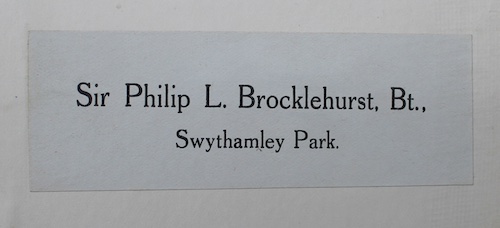 Sir Philip L. Brocklehurst, Bt.,
Swythamley Park.